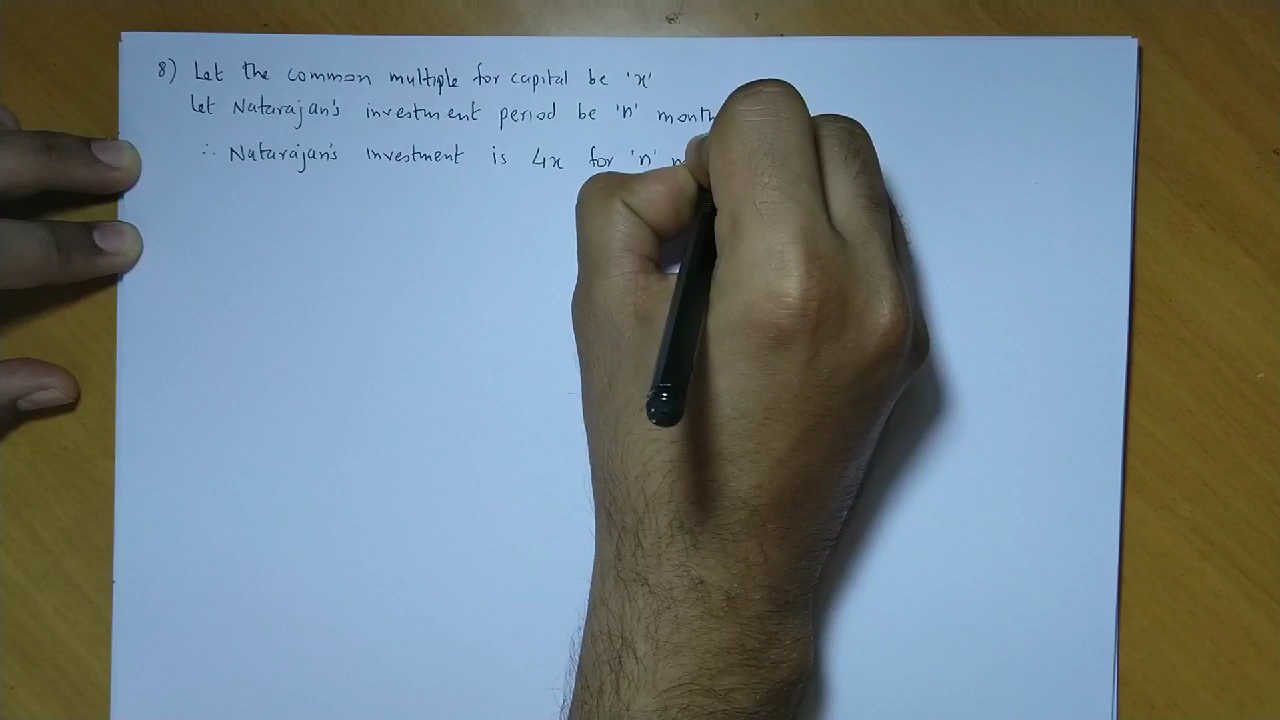 8) Let the common multiple for capital be 'x'
let Natarajan's investment period be 'n' month
∴ Natarajan's investment is 4x for 'n'